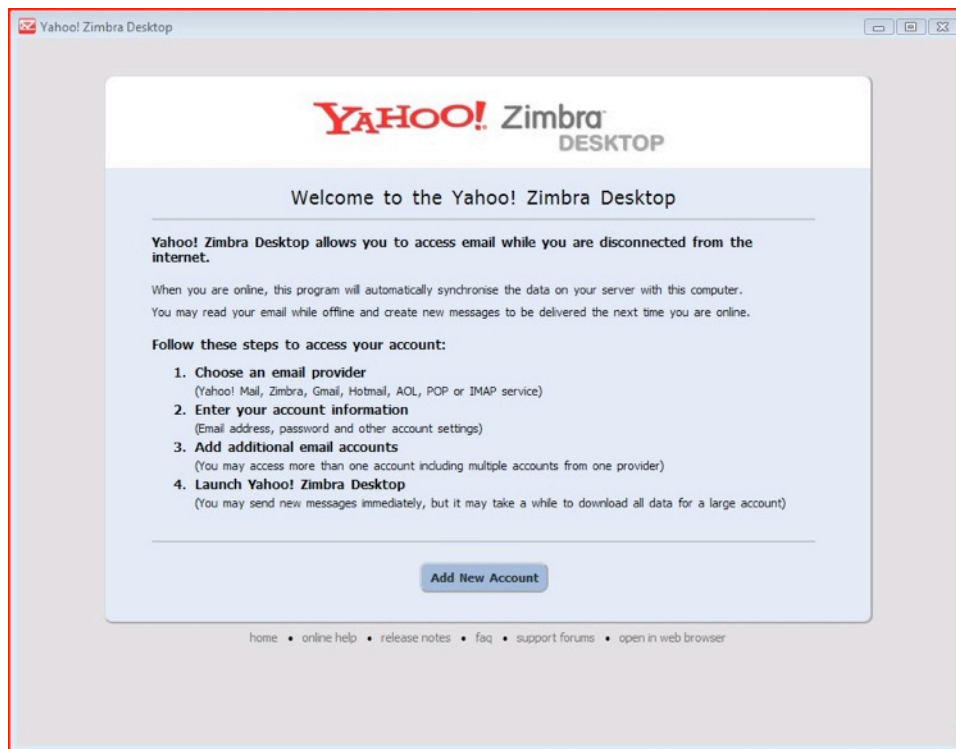 Yahoo! Zimbra Desktop
YAHOO! Zimbra
DESKTOP
Welcome to the Yahoo! Zimbra Desktop
Yahoo! Zimbra Desktop allows you to access email while you are disconnected from the
internet.
When you are online, this program will automatically synchronise the data on your server with this computer.
You may read your email while offline and create new messages to be delivered the next time you are online.
Follow these steps to access your account:
1. Choose an email provider
(Yahoo! Mail, Zimbra, Gmail, Hotmail, AOL, POP or IMAP service)
2. Enter your account information
(Email address, password and other account settings)
3. Add additional email accounts
(You may access more than one account including multiple accounts from one provider)
4. Launch Yahoo! Zimbra Desktop
(You may send new messages immediately, but it may take a while to download all data for a large account)
Add New Account
home • online help • release notes • faq • support forums • open in web browser